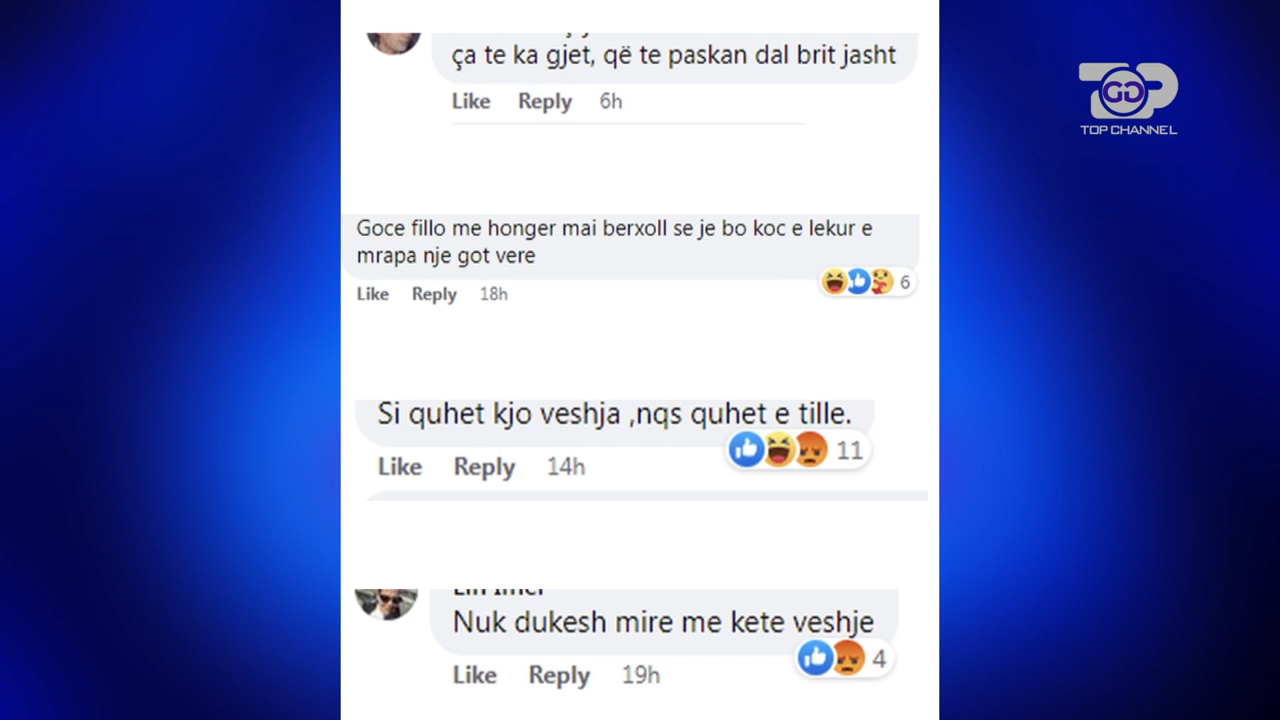 ça te ka gjet, që te paskan dal brit jasht
Like Reply 6h
TOP CHANNEL
Goce fillo me honger mai berxoll se je bo koc e lekur e
mrapa nje got vere
6
Like Reply 18h
Si quhet kjo veshja ,nqs quhet e tille.
11
Like Reply 14h
Nuk dukesh mire me kete veshje
4
Like Reply 19h